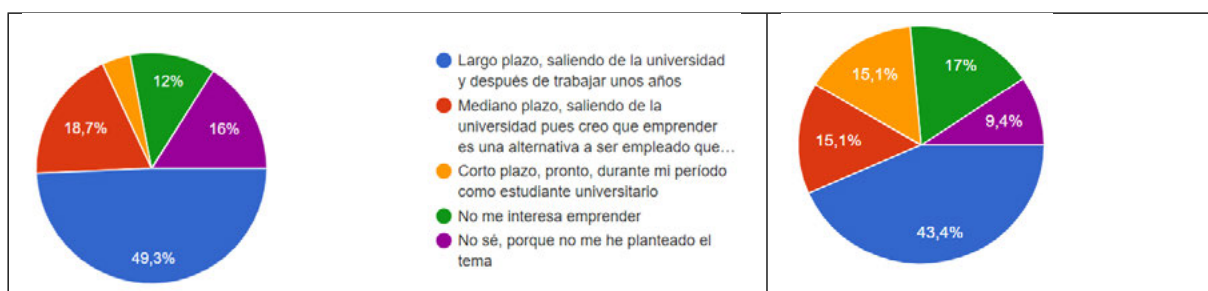 12%
18,7%
16%
49,3%
Largo plazo, saliendo de la universidad
y después de trabajar unos años
Mediano plazo, saliendo de la
universidad pues creo que emprender
es una alternativa a ser empleado que…
Corto plazo, pronto, durante mi período
como estudiante universitario
No me interesa emprender
No sé, porque no me he planteado el
tema
15,1%
17%
15,1%
9,4%
43,4%